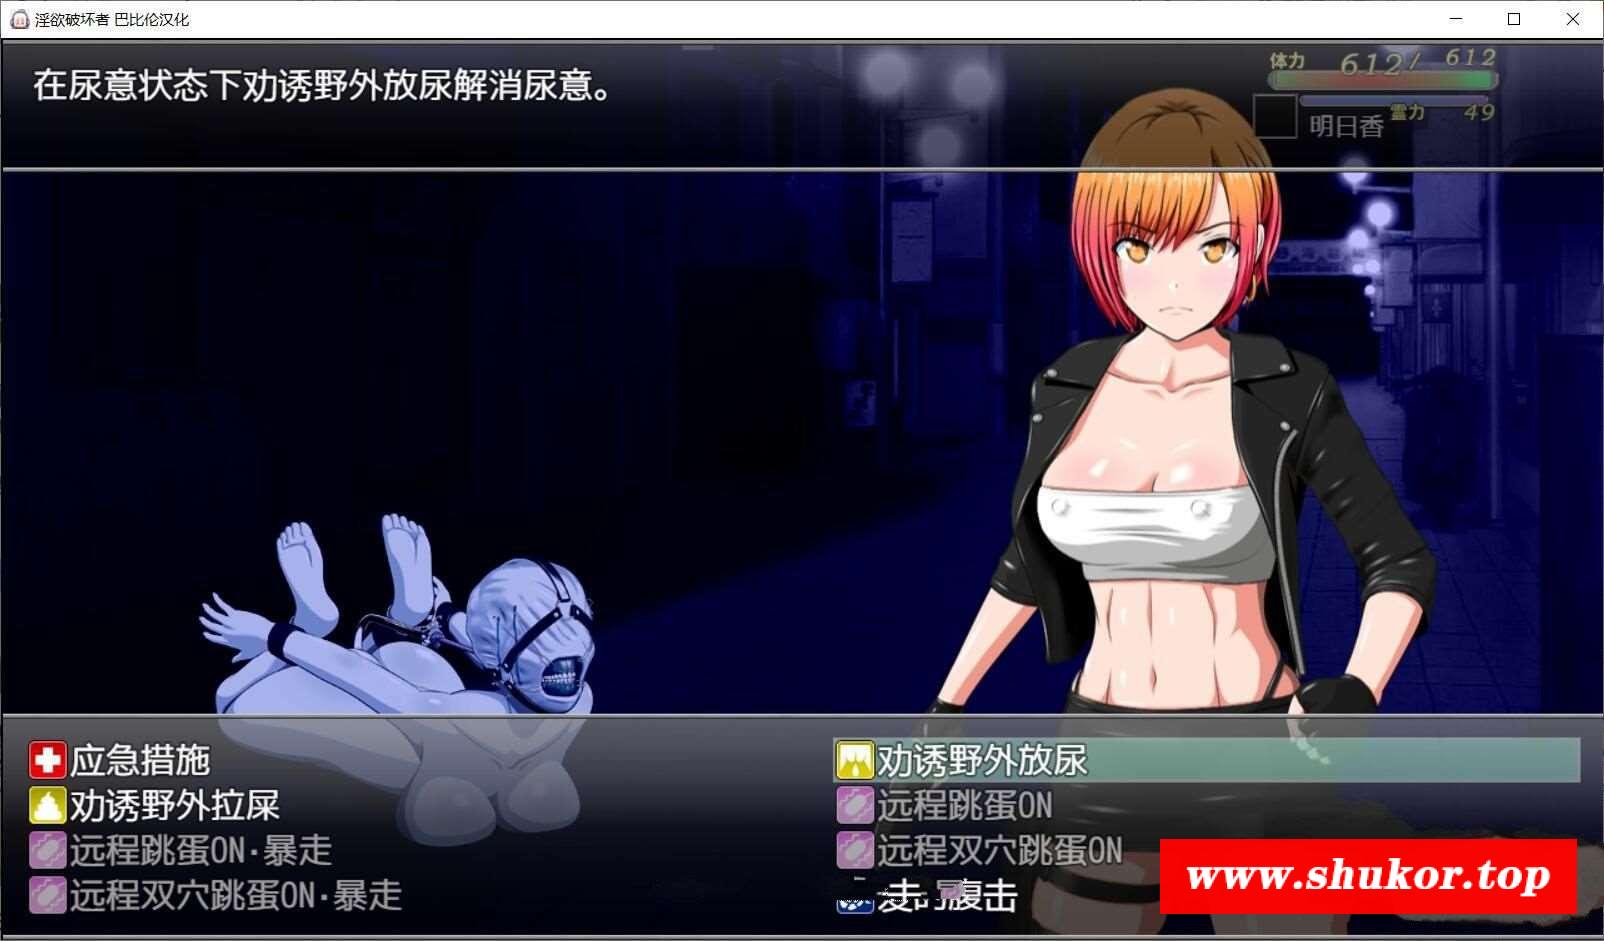 淫欲破坏者 巴比伦汉化
在尿意状态下劝诱野外放尿解消尿意。
体力 612/ 612
霊力 49
明日香
应急措施
劝诱野外放尿
劝诱野外拉屎
远程跳蛋ON
远程跳蛋ON·暴走
远程双穴跳蛋ON
远程双穴跳蛋ON·暴走
腹击
www.shukor.top